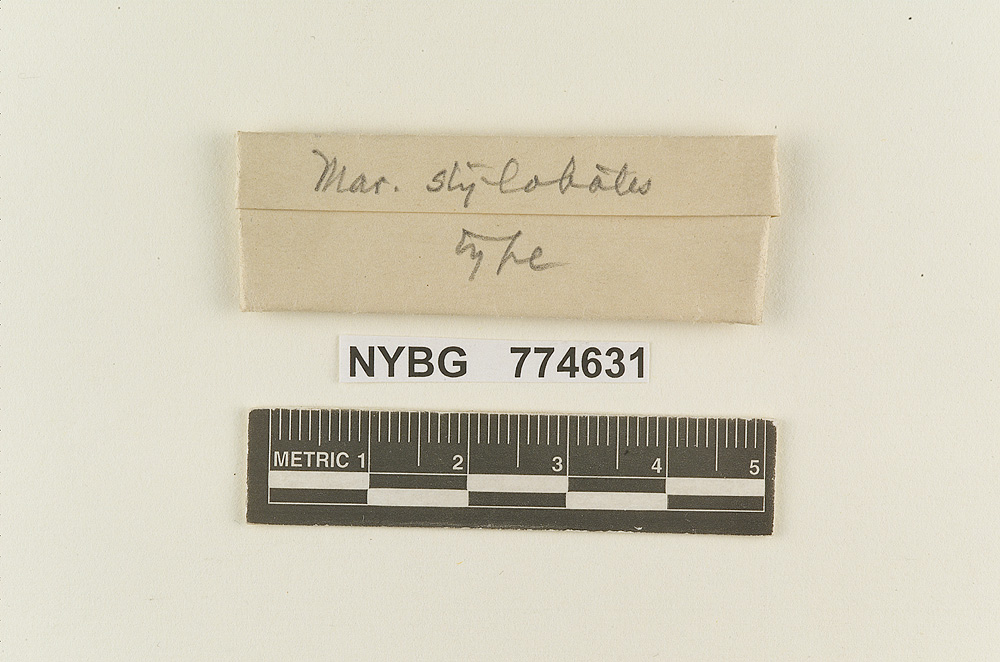 Mar. stylobates
type
NYBG 774631
METRIC 1 2 3 4 5